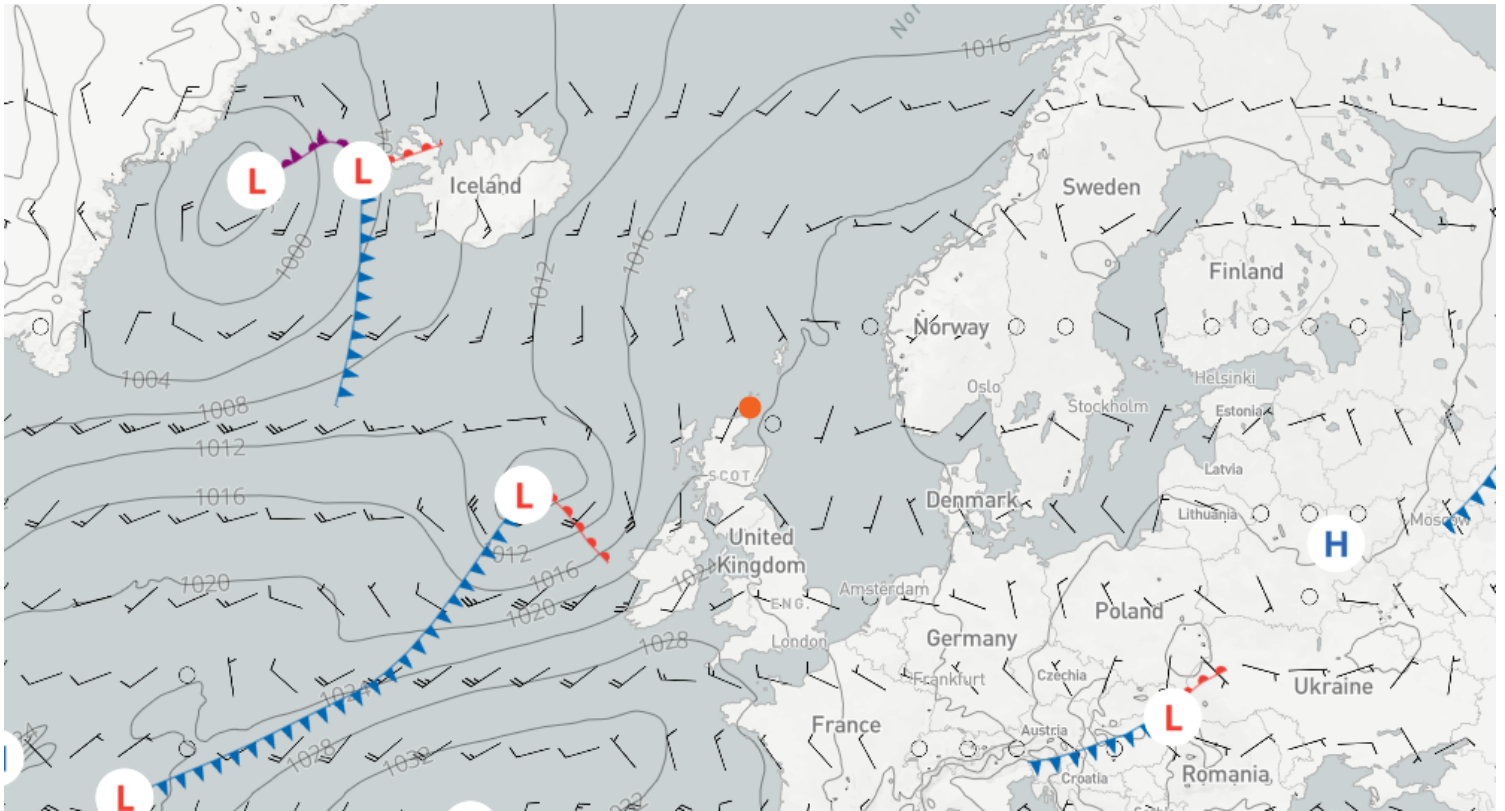 Nor
1016
L
L
Iceland
Sweden
1000
1016
1012
Finland
Norway
1004
Oslo
Helsinki
Stockholm
Estonia
1008
1012
SCOT.
Latvia
1016
L
Denmark
Lithuania
Moscow
United
Kingdom
H
1016
1020
Amsterdam
1020
ENG.
Poland
Germany
London
1028
Frankfurt
Czechia
Ukraine
1024
L
France
Austria
1028
1032
Croatia
Romania
L